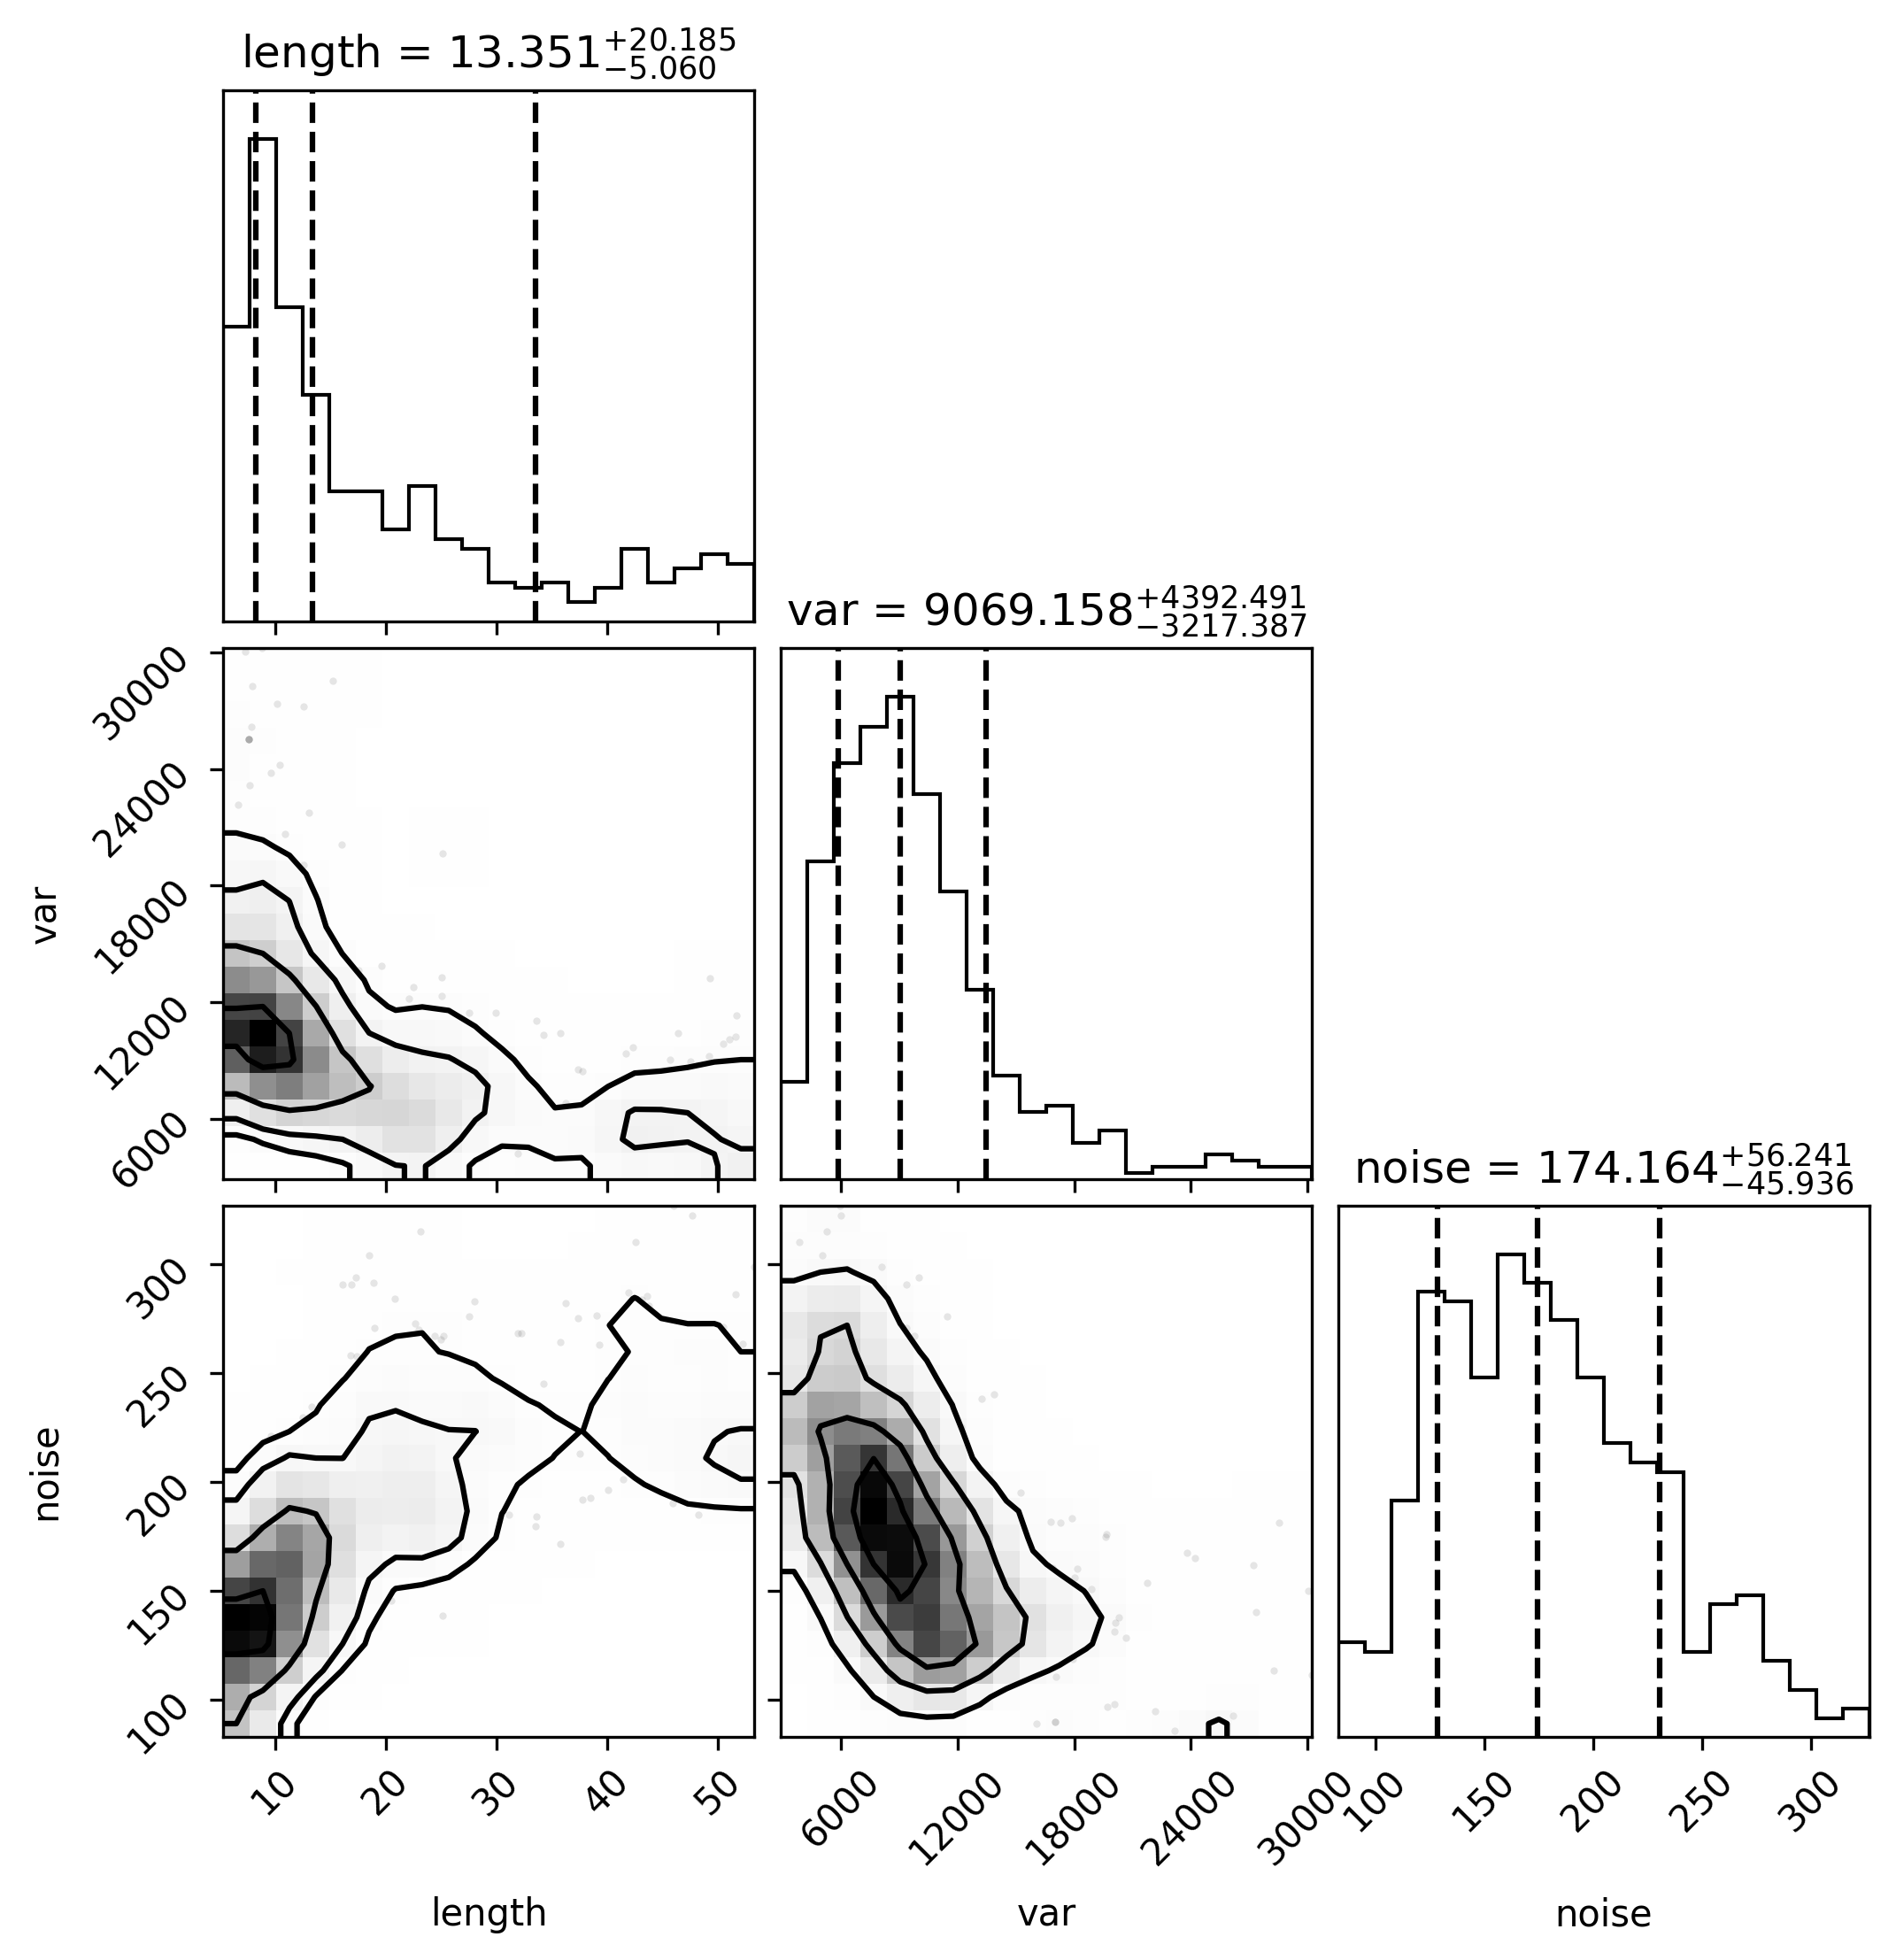 length = 13.351 +20.185 −5.060
var = 9069.158 +4392.491 −3217.387
30000
24000
18000
12000
6000
var
noise = 174.164 +56.241 −45.936
300
250
200
150
100
noise
10 20 30 40 50
6000 12000 18000 24000 30000
100 150 200 250 300
length var noise